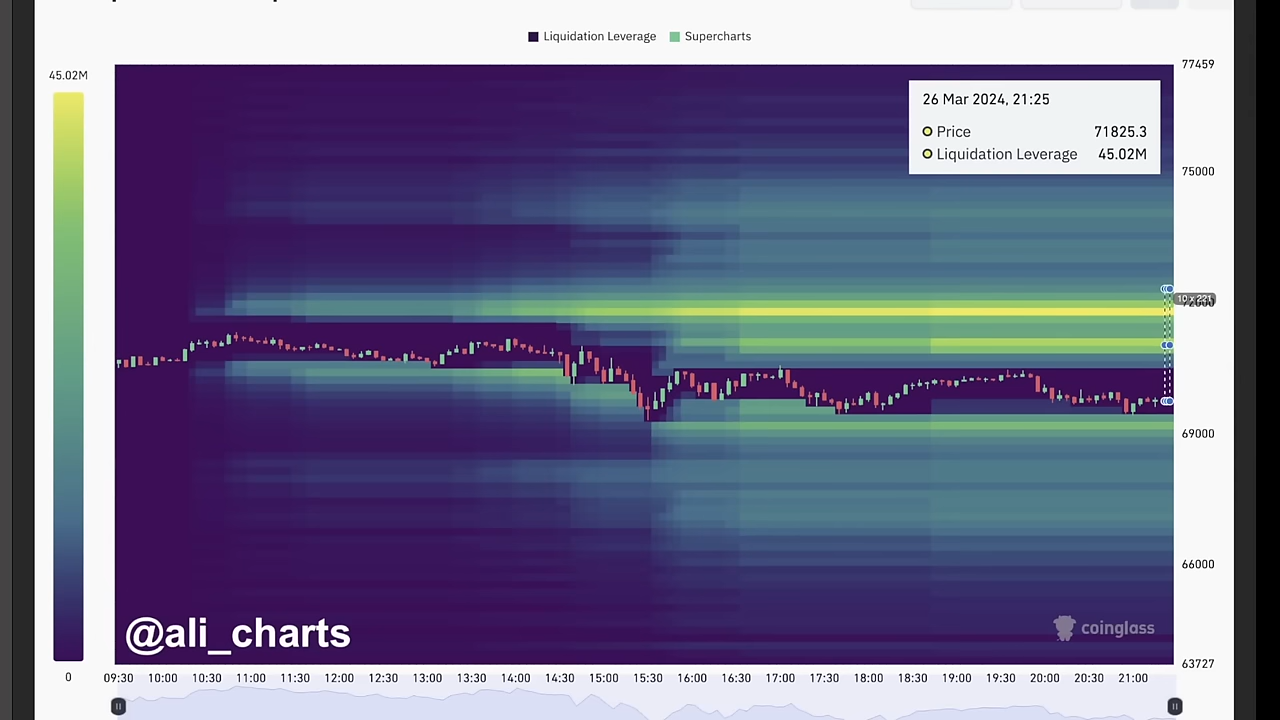 Liquidation Leverage Supercharts
45.02M
77459
26 Mar 2024, 21:25
Price 71825.3
Liquidation Leverage 45.02M
75000
10 x 221
72000
69000
66000
@ali_charts
coinglass
63727
0
09:30 10:00 10:30 11:00 11:30 12:00 12:30 13:00 13:30 14:00 14:30 15:00 15:30 16:00 16:30 17:00 17:30 18:00 18:30 19:00 19:30 20:00 20:30 21:00